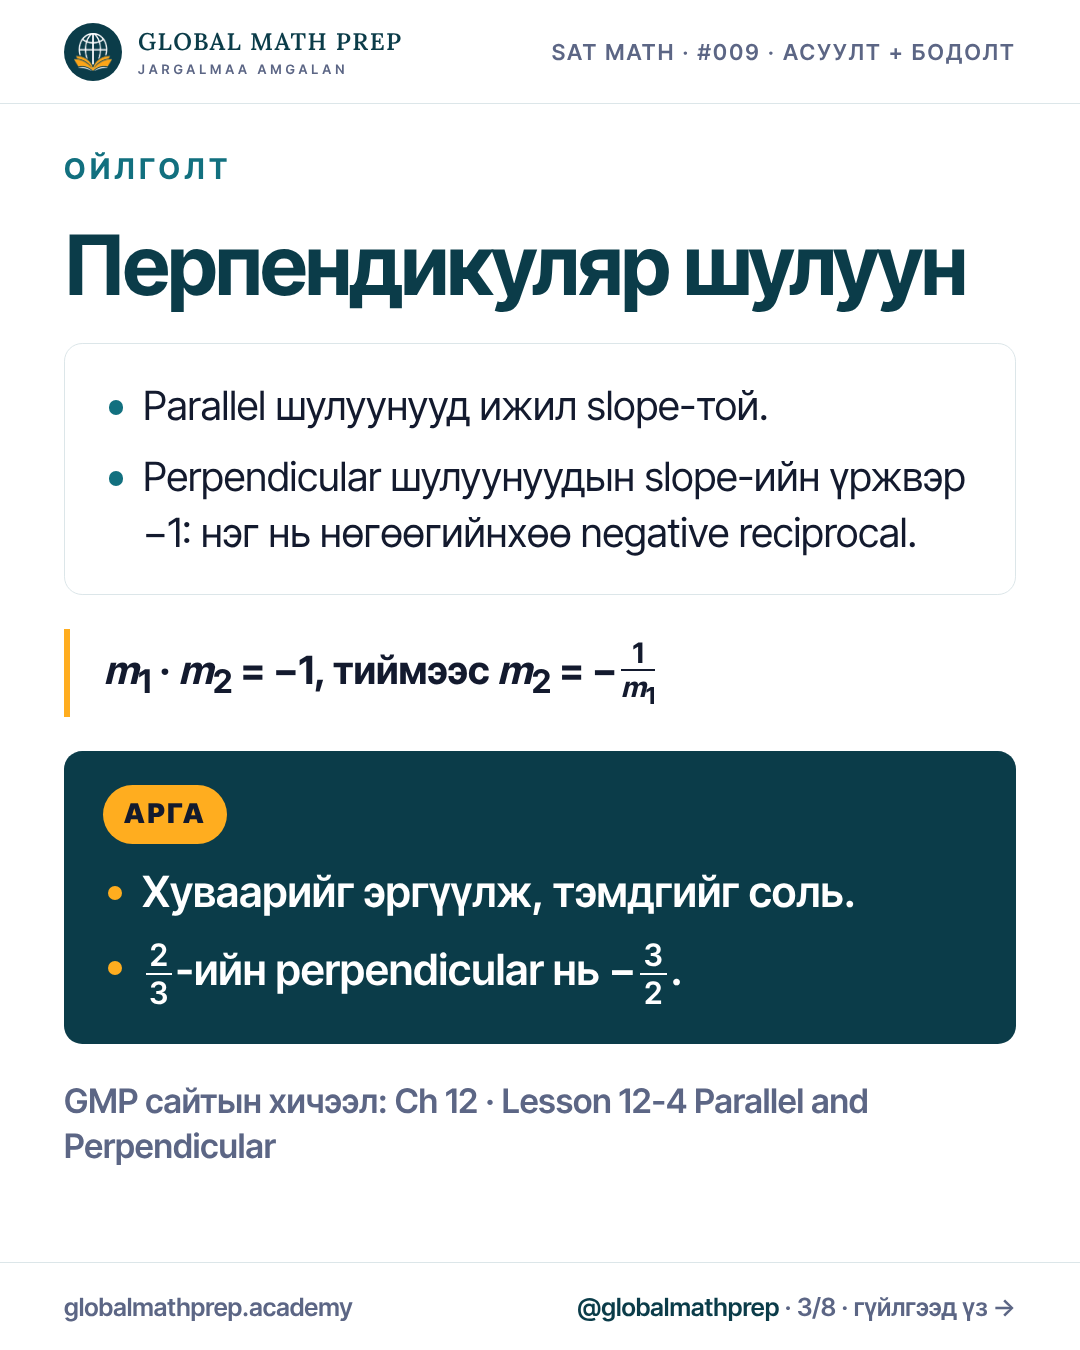 GLOBAL MATH PREP
JARGALMAA AMGALAN
SAT MATH · #009 · АСУУЛТ + БОДОЛТ
ОЙЛГОЛТ
Перпендикуляр шулуун
• Parallel шулуунууд ижил slope-той.
• Perpendicular шулуунуудын slope-ийн үржвэр
−1: нэг нь нөгөөгийнхөө negative reciprocal.
m₁ · m₂ = −1, тиймээс m₂ = −1/m₁
АРГА
• Хуваарийг эргүүлж, тэмдгийг соль.
• 2/3-ийн perpendicular нь −3/2.
GMP сайтын хичээл: Ch 12 · Lesson 12-4 Parallel and
Perpendicular
globalmathprep.academy
@globalmathprep · 3/8 · гүйлгээд үз →